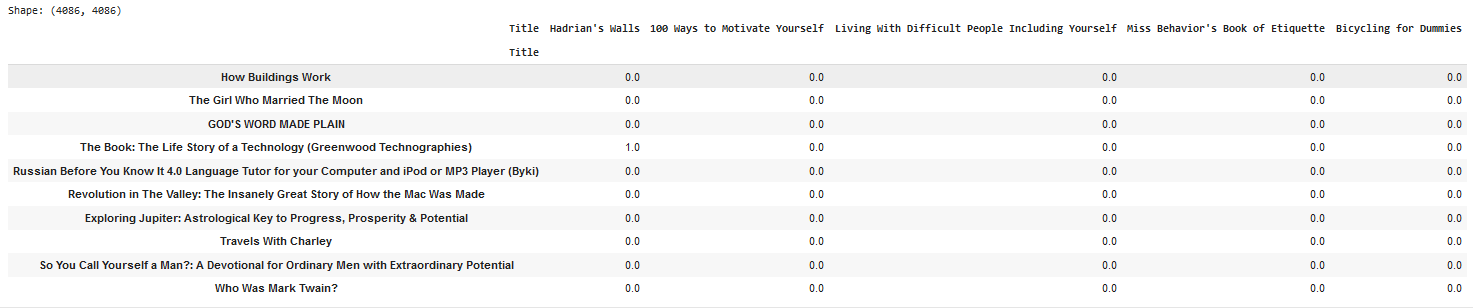 Shape: (4086, 4086)
Title Hadrian's Walls 100 Ways to Motivate Yourself Living With Difficult People Including Yourself Miss Behavior's Book of Etiquette Bicycling for Dummies
Title
How Buildings Work 0.0 0.0 0.0 0.0 0.0
The Girl Who Married The Moon 0.0 0.0 0.0 0.0 0.0
GOD'S WORD MADE PLAIN 0.0 0.0 0.0 0.0 0.0
The Book: The Life Story of a Technology (Greenwood Technographies) 1.0 0.0 0.0 0.0 0.0
Russian Before You Know It 4.0 Language Tutor for your Computer and iPod or MP3 Player (Byki) 0.0 0.0 0.0 0.0 0.0
Revolution in The Valley: The Insanely Great Story of How the Mac Was Made 0.0 0.0 0.0 0.0 0.0
Exploring Jupiter: Astrological Key to Progress, Prosperity & Potential 0.0 0.0 0.0 0.0 0.0
Travels With Charley 0.0 0.0 0.0 0.0 0.0
So You Call Yourself a Man?: A Devotional for Ordinary Men with Extraordinary Potential 0.0 0.0 0.0 0.0 0.0
Who Was Mark Twain? 0.0 0.0 0.0 0.0 0.0